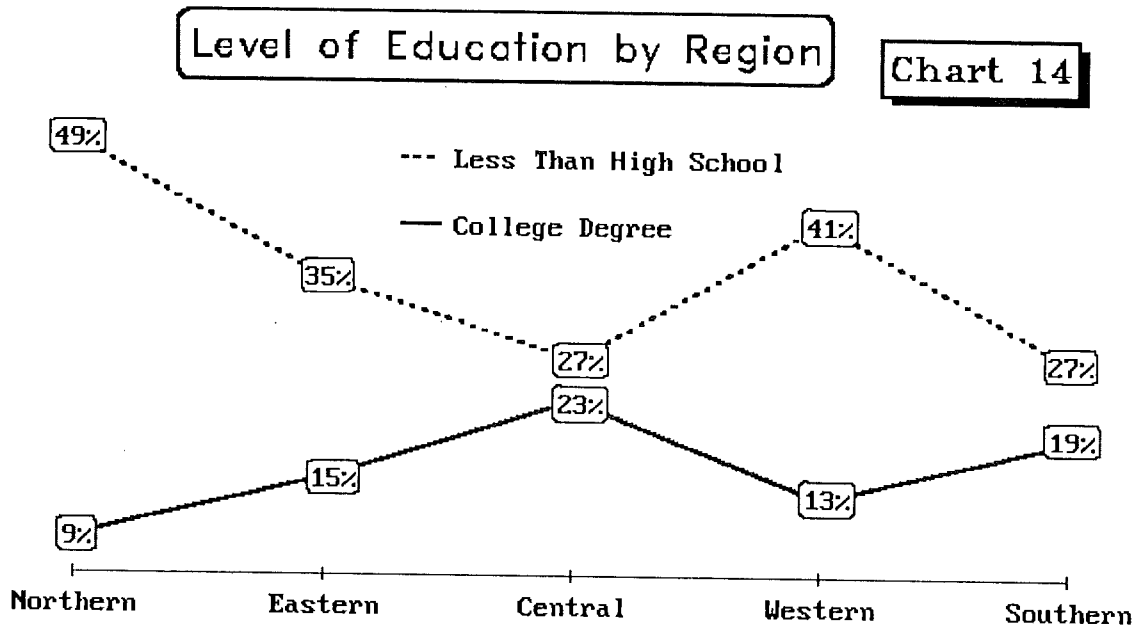 Level of Education by Region
Chart 14
49%
--- Less Than High School
— College Degree
41%
35%
27%
27%
23%
19%
15%
13%
9%
Northern Eastern Central Western Southern